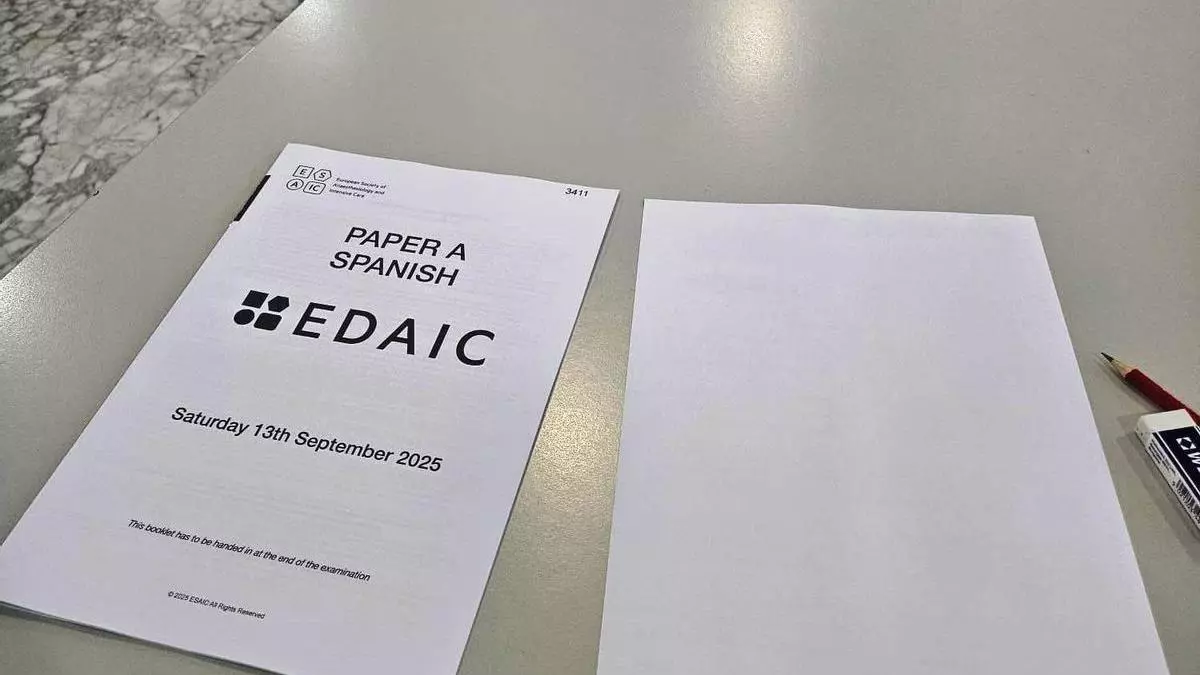 E S
A IC
European Society of
Anaesthesiology and
Intensive Care
3411
PAPER A
SPANISH
EDAIC
Saturday 13th September 2025
This booklet has to be handed in at the end of the examination
© 2025 ESAIC All Rights Reserved